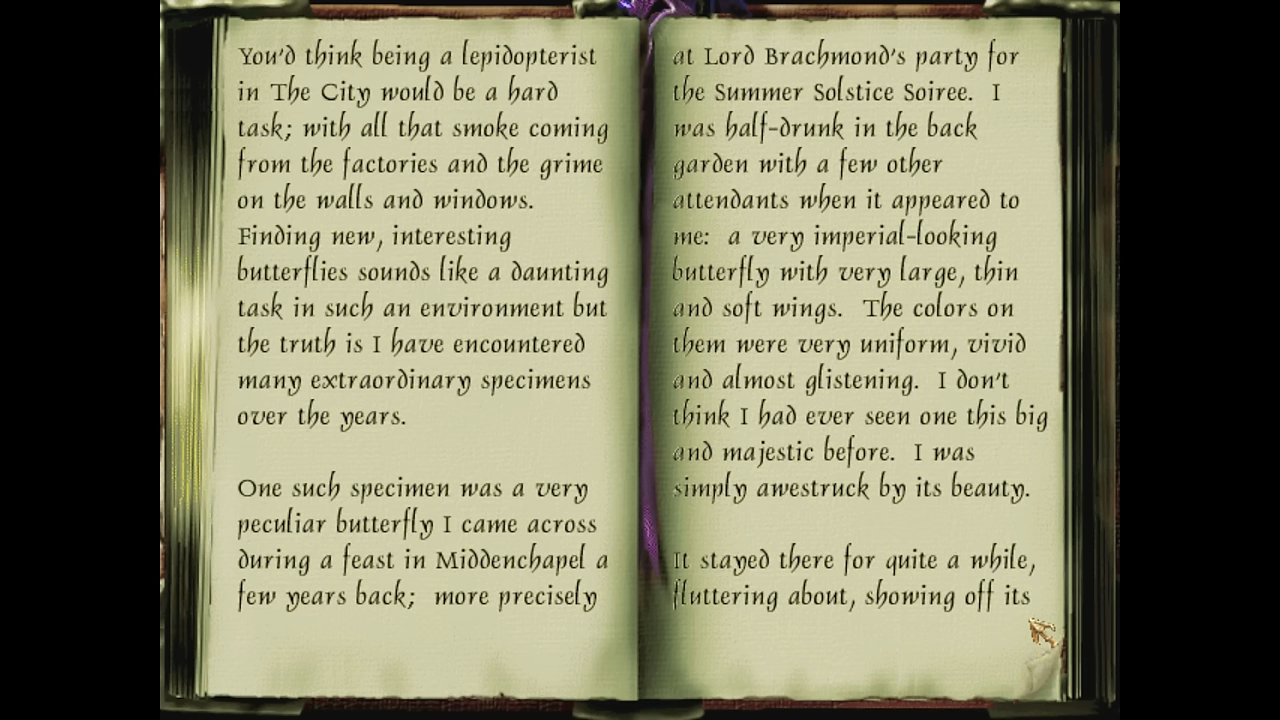 You'd think being a lepidopterist
in The City would be a hard
task; with all that smoke coming
from the factories and the grime
on the walls and windows.
Finding new, interesting
butterflies sounds like a daunting
task in such an environment but
the truth is I have encountered
many extraordinary specimens
over the years.
One such specimen was a very
peculiar butterfly I came across
during a feast in Middenchapel a
few years back;  more precisely
at Lord Brachmond's party for
the Summer Solstice Soiree.  I
was half-drunk in the back
garden with a few other
attendants when it appeared to
me:  a very imperial-looking
butterfly with very large, thin
and soft wings.  The colors on
them were very uniform, vivid
and almost glistening.  I don't
think I had ever seen one this big
and majestic before.  I was
simply awestruck by its beauty.
It stayed there for quite a while,
fluttering about, showing off its